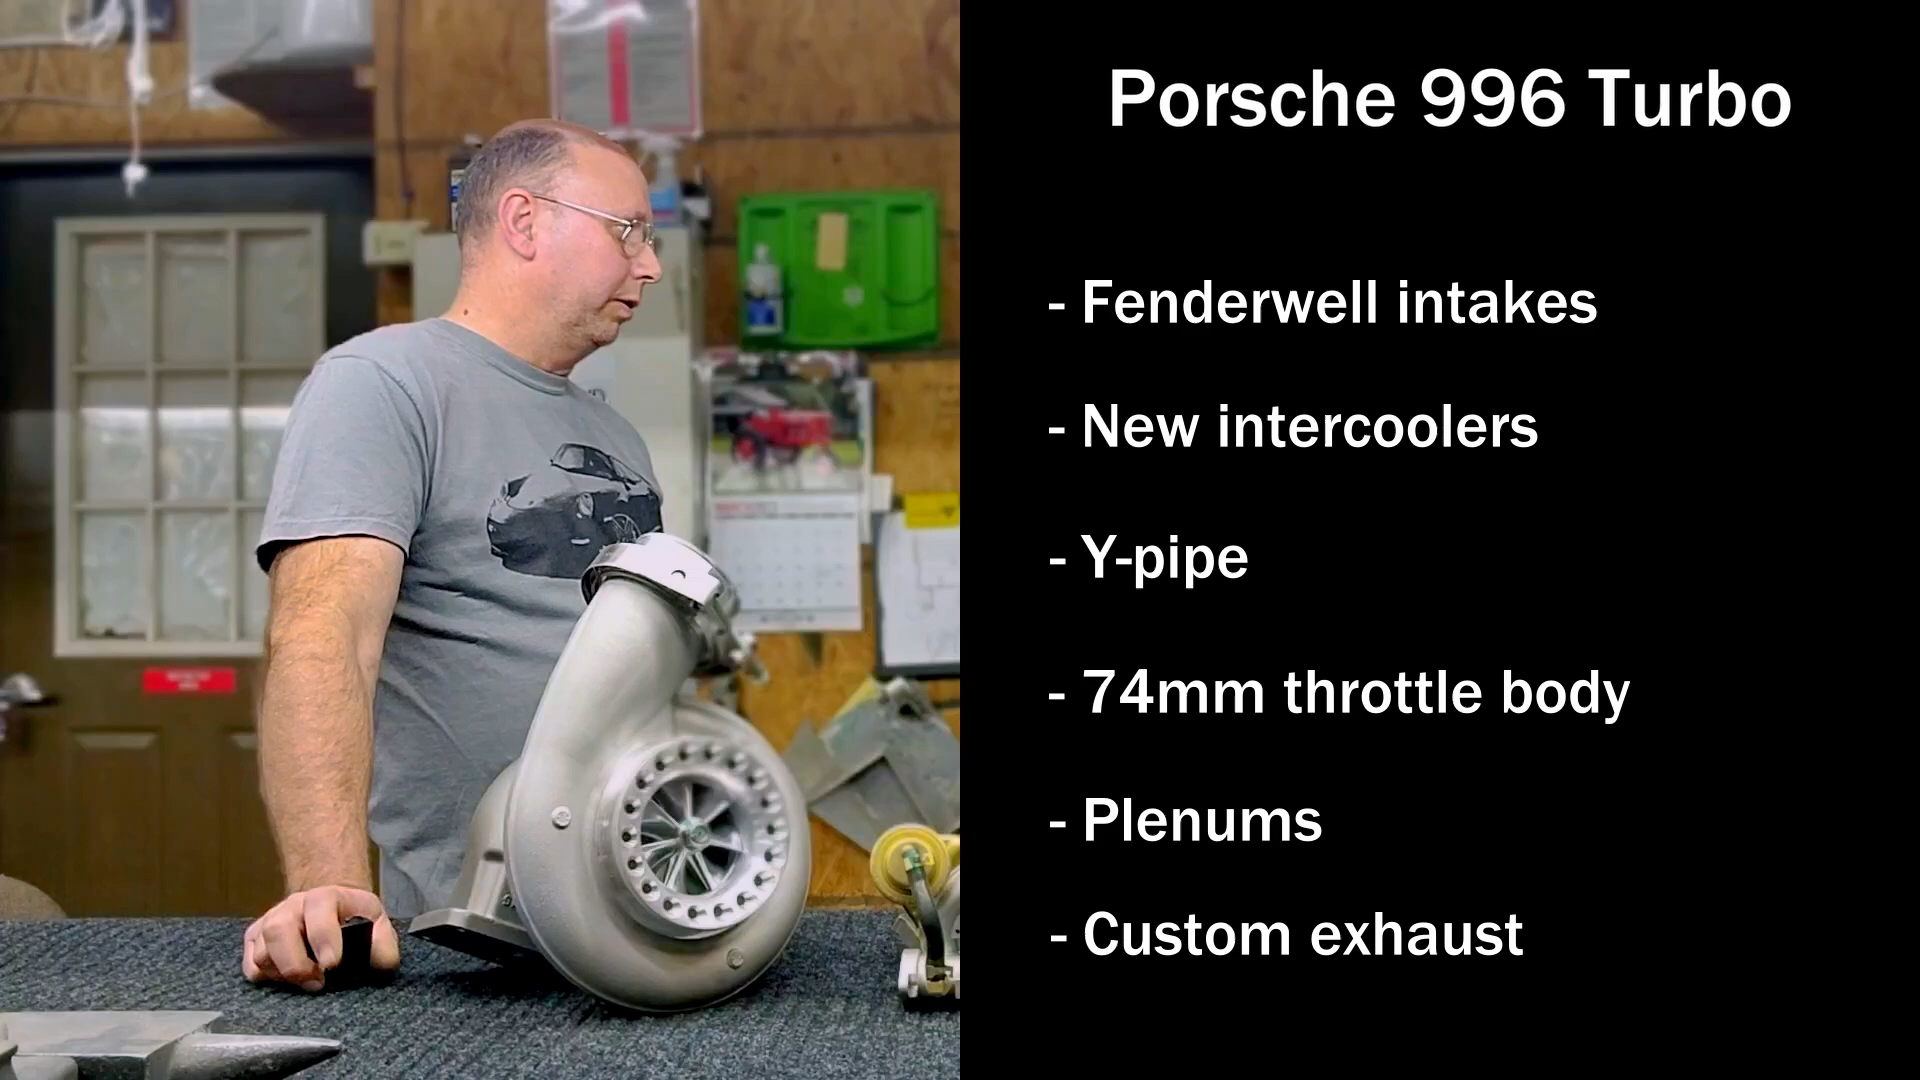 Porsche 996 Turbo
- Fenderwell intakes
- New intercoolers
- Y-pipe
- 74mm throttle body
- Plenums
- Custom exhaust